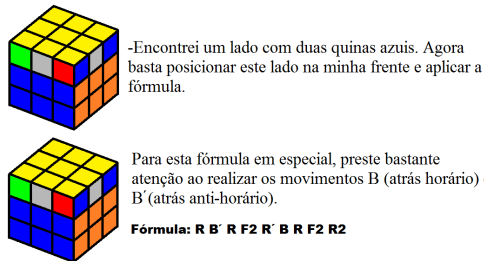 -Encontrei um lado com duas quinas azuis. Agora
basta posicionar este lado na minha frente e aplicar a
fórmula.
Para esta fórmula em especial, preste bastante
atenção ao realizar os movimentos B (atrás horário)
B´(atrás anti-horário).
Fórmula: R B´ R F2 R´ B R F2 R2